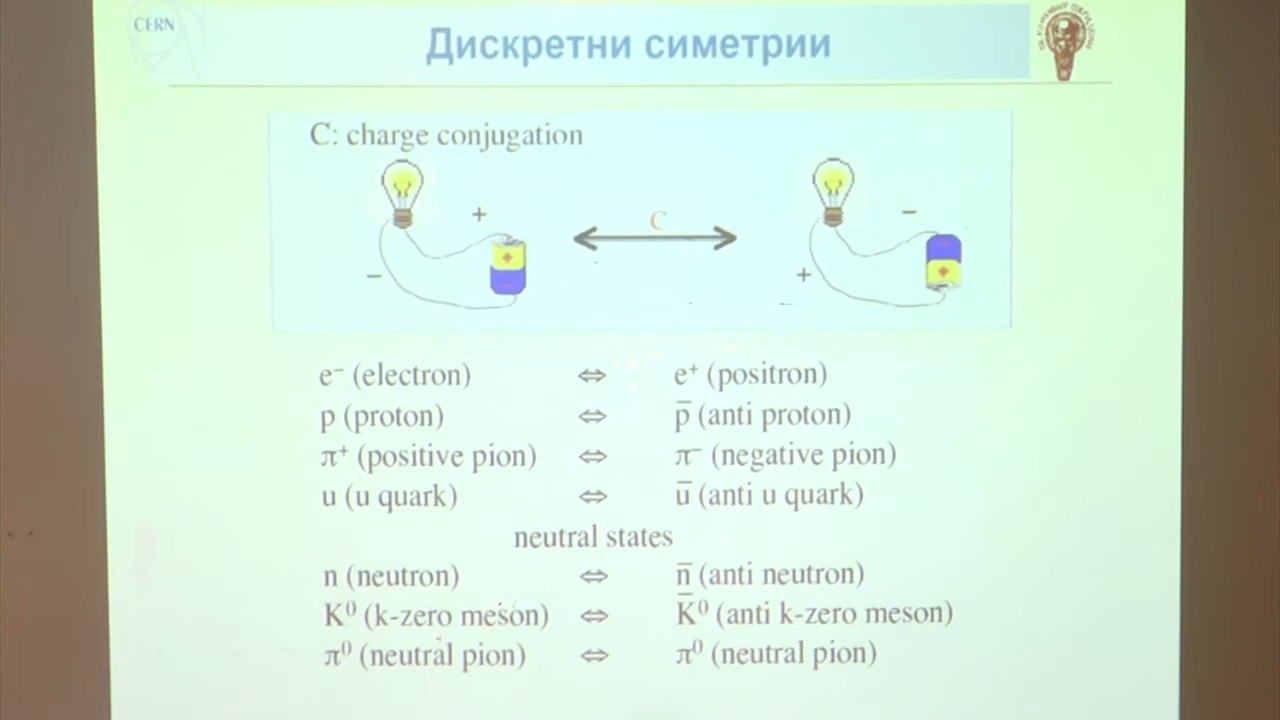 CERN
Дискретни симетрии
C: charge conjugation
+ C −
− +
e⁻ (electron) ⇔ e⁺ (positron)
p (proton) ⇔ p̅ (anti proton)
π⁺ (positive pion) ⇔ π⁻ (negative pion)
u (u quark) ⇔ u̅ (anti u quark)
neutral states
n (neutron) ⇔ n̅ (anti neutron)
K⁰ (k-zero meson) ⇔ K̅⁰ (anti k-zero meson)
π⁰ (neutral pion) ⇔ π⁰ (neutral pion)